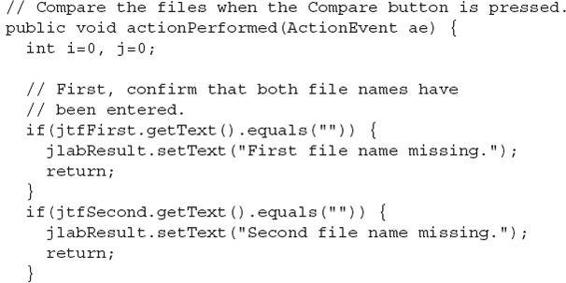 // Compare the files when the Compare button is pressed.
public void actionPerformed(ActionEvent ae) {
  int i=0, j=0;

  // First, confirm that both file names have
  // been entered.
  if(jtfFirst.getText().equals("")) {
    jlabResult.setText("First file name missing.");
    return;
  }
  if(jtfSecond.getText().equals("")) {
    jlabResult.setText("Second file name missing.");
    return;
  }